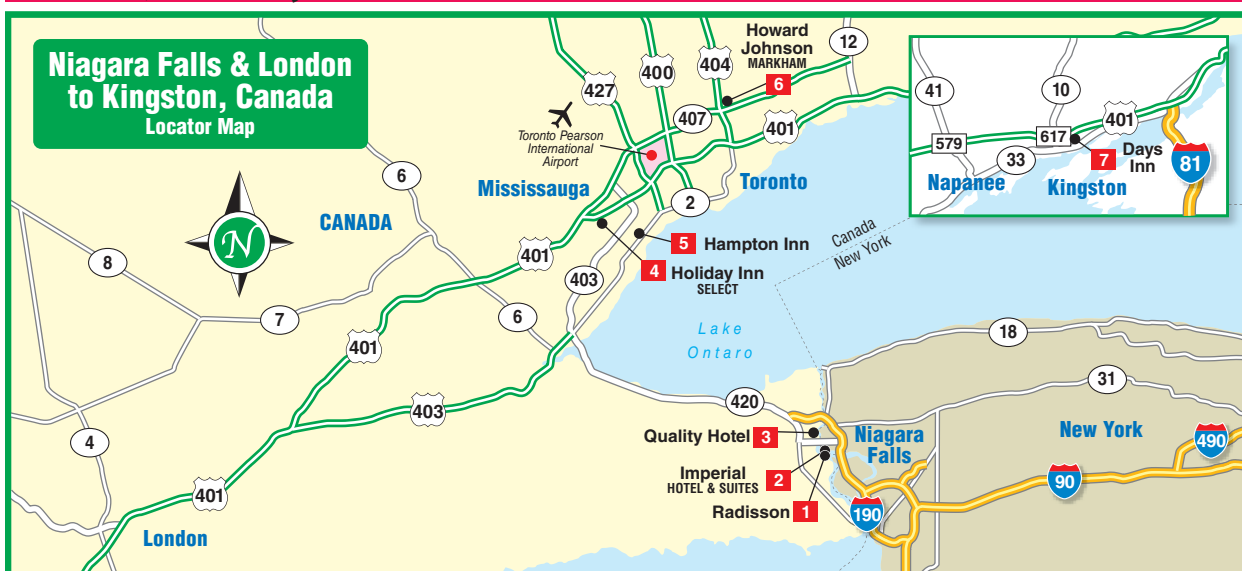 Niagara Falls & London
to Kingston, Canada
Locator Map
N
427
400
404
12
Howard
Johnson
MARKHAM
6
407
401
Toronto Pearson
International
Airport
Mississauga
Toronto
2
6
CANADA
8
7
401
403
5 Hampton Inn
4 Holiday Inn
SELECT
6
401
403
4
401
London
Lake
Ontaro
Canada
New York
41
10
401
579
617
33
7 Days
Inn
Napanee
Kingston
81
18
31
420
Quality Hotel 3
Niagara
Falls
New York
490
Imperial
HOTEL & SUITES
2
90
Radisson 1
190